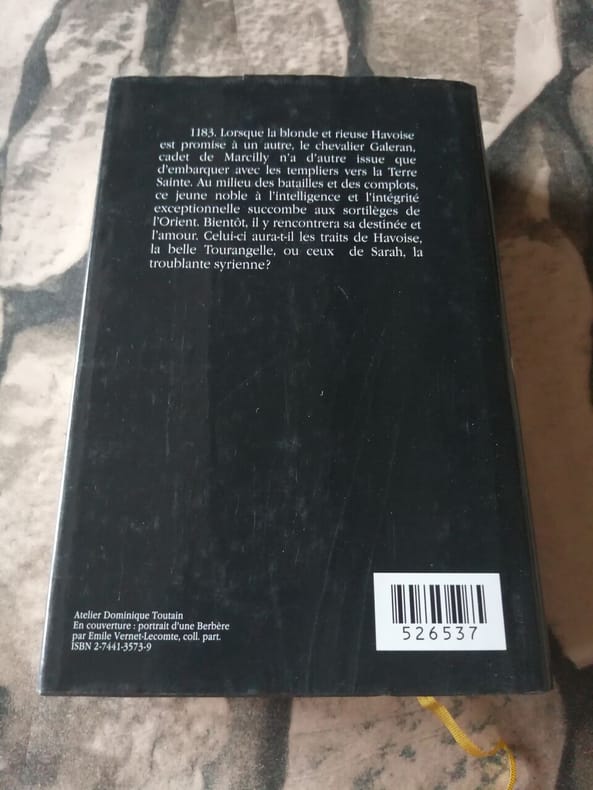 1183. Lorsque la blonde et rieuse Havoise
est promise à un autre, le chevalier Galeran,
cadet de Marcilly n'a d'autre issue que
d'embarquer avec les templiers vers la Terre
Sainte. Au milieu des batailles et des complots,
ce jeune noble à l'intelligence et l'intégrité
exceptionnelle succombe aux sortilèges de
l'Orient. Bientôt, il y rencontrera sa destinée et
l'amour. Celui-ci aura-t-il les traits de Havoise,
la belle Tourangelle, ou ceux de Sarah, la
troublante syrienne?
Atelier Dominique Toutain
En couverture : portrait d'une Berbère
par Emile Vernet-Lecomte, coll. part.
ISBN 2-7441-3573-9
526537